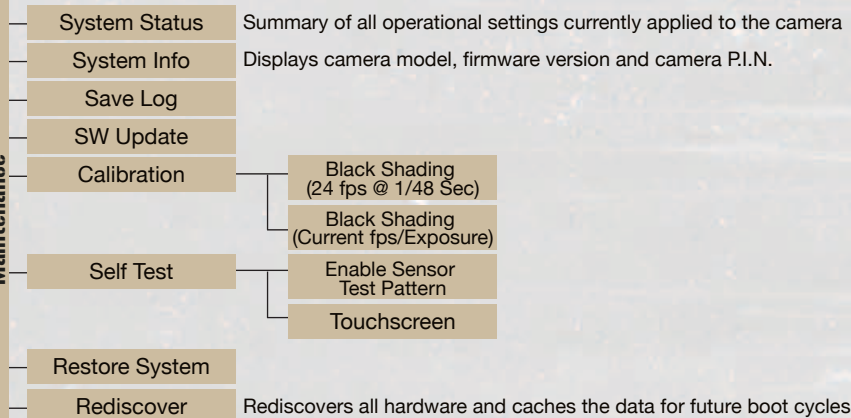 Maintenance
System Status
Summary of all operational settings currently applied to the camera
System Info
Displays camera model, firmware version and camera P.I.N.
Save Log
SW Update
Calibration
Black Shading
(24 fps @ 1/48 Sec)
Black Shading
(Current fps/Exposure)
Self Test
Enable Sensor
Test Pattern
Touchscreen
Restore System
Rediscover
Rediscovers all hardware and caches the data for future boot cycles